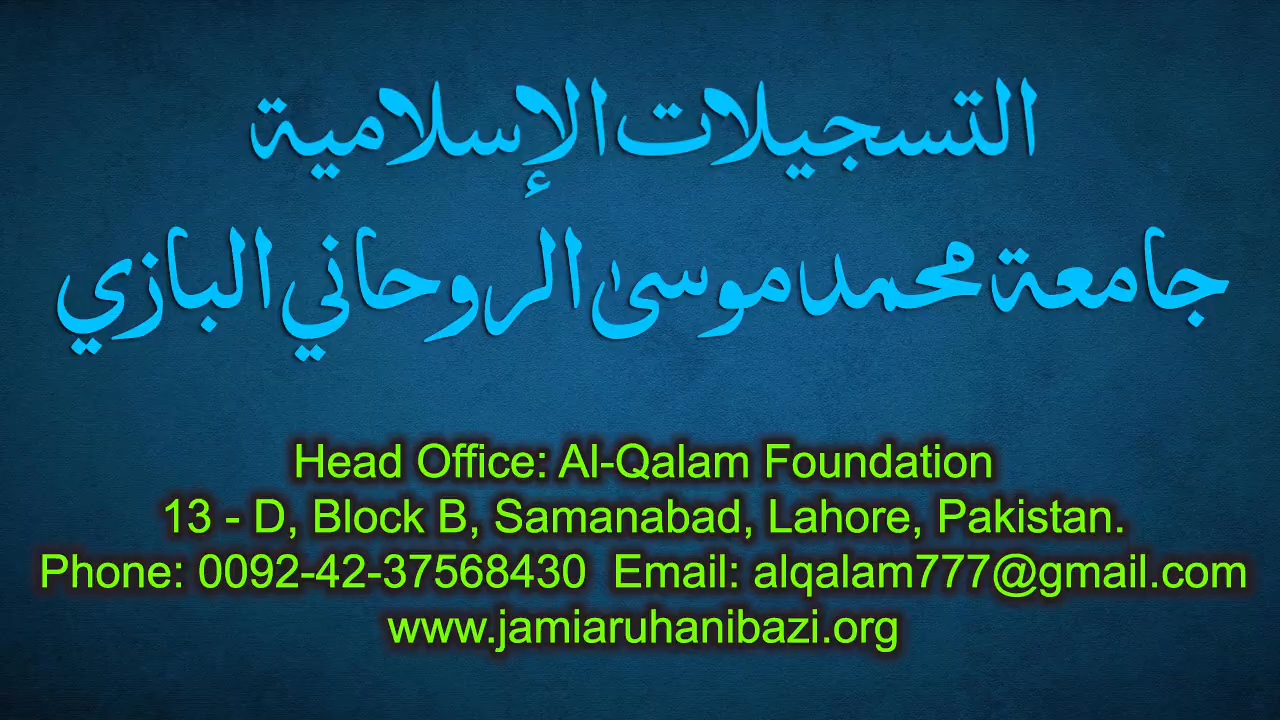 التسجيلات الإسلامية
جامعة محمد موسىٰ الروحاني البازي
Head Office: Al-Qalam Foundation
13 - D, Block B, Samanabad, Lahore, Pakistan.
Phone: 0092-42-37568430  Email: alqalam777@gmail.com
www.jamiaruhanibazi.org